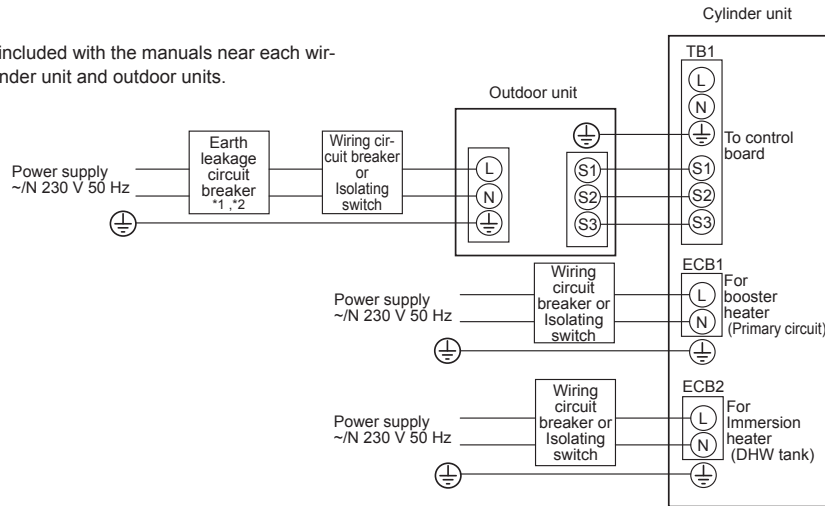 Cylinder unit
included with the manuals near each wir-
nder unit and outdoor units.
TB1
L
N
To control
board
S1
S2
S3
Outdoor unit
L
N
S1
S2
S3
Earth
leakage
circuit
breaker
*1 ,*2
Wiring cir-
cuit breaker
or
Isolating
switch
Power supply
~/N 230 V 50 Hz
ECB1
For
booster
heater
(Primary circuit)
L
N
Wiring
circuit
breaker or
Isolating
switch
Power supply
~/N 230 V 50 Hz
ECB2
For
Immersion
heater
(DHW tank)
L
N
Wiring
circuit
breaker or
Isolating
switch
Power supply
~/N 230 V 50 Hz